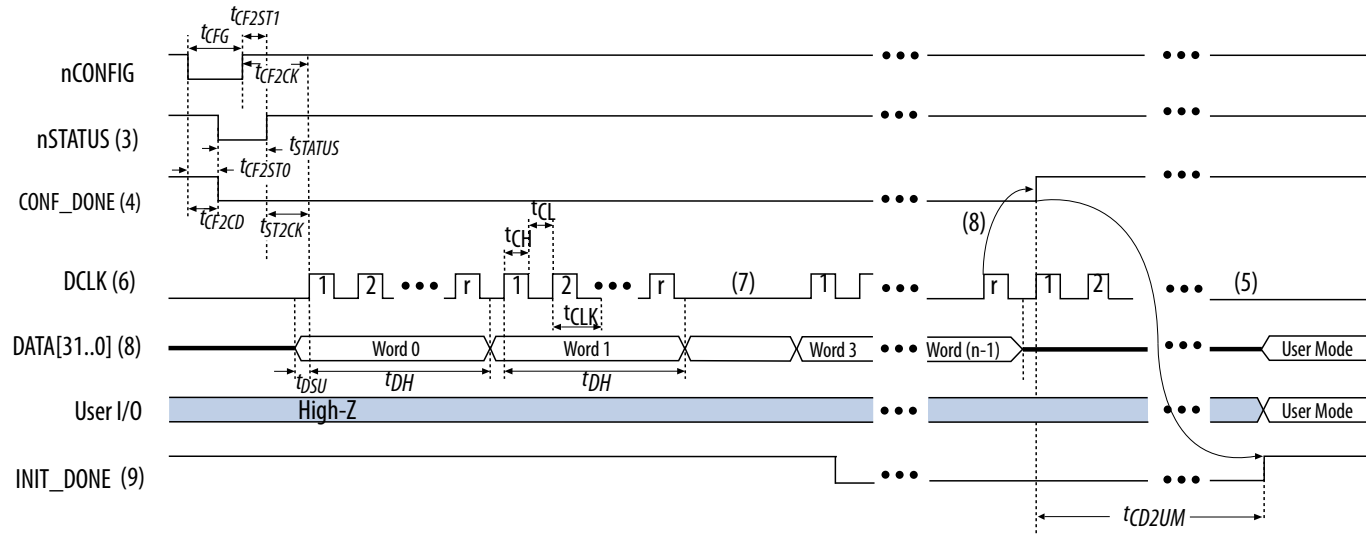 tCF2ST1
tCFG
nCONFIG
tCF2CK
nSTATUS (3)
tSTATUS
tCF2ST0
CONF_DONE (4)
tCF2CD
tST2CK
(8)
tCL
tCH
DCLK (6)
1 2 ••• r 1 2 ••• r (7) 1 ••• r 1 2 ••• (5)
tCLK
DATA[31..0] (8)
Word 0 Word 1 Word 3 ••• Word (n-1) ••• User Mode
tDSU tDH tDH
User I/O High-Z ••• ••• User Mode
INIT_DONE (9)
tCD2UM